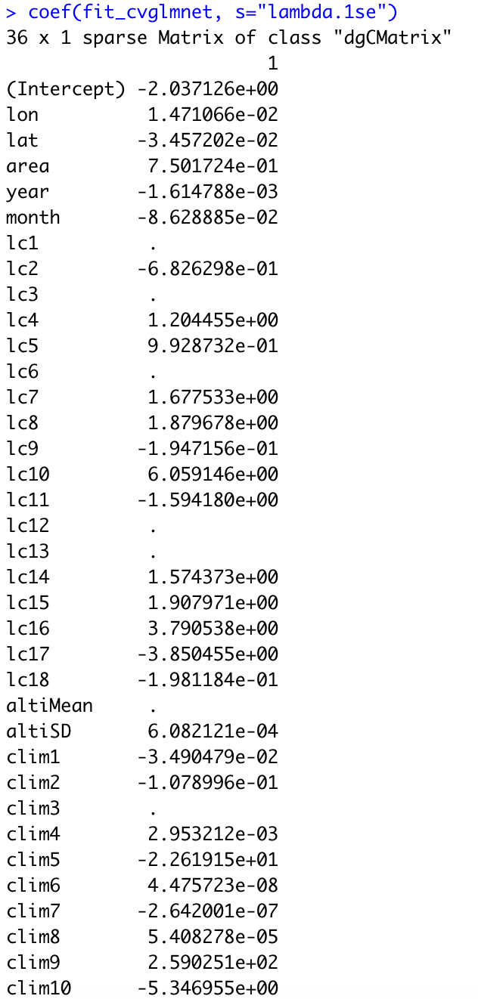 > coef(fit_cvglmnet, s="lambda.1se")
36 x 1 sparse Matrix of class "dgCMatrix"
                        1
(Intercept) -2.037126e+00
lon          1.471066e-02
lat         -3.457202e-02
area         7.501724e-01
year        -1.614788e-03
month       -8.628885e-02
lc1          .
lc2         -6.826298e-01
lc3          .
lc4          1.204455e+00
lc5          9.928732e-01
lc6          .
lc7          1.677533e+00
lc8          1.879678e+00
lc9         -1.947156e-01
lc10         6.059146e+00
lc11        -1.594180e+00
lc12         .
lc13         .
lc14         1.574373e+00
lc15         1.907971e+00
lc16         3.790538e+00
lc17        -3.850455e+00
lc18        -1.981184e-01
altiMean     .
altiSD       6.082121e-04
clim1       -3.490479e-02
clim2       -1.078996e-01
clim3        .
clim4        2.953212e-03
clim5       -2.261915e+01
clim6        4.475723e-08
clim7       -2.642001e-07
clim8        5.408278e-05
clim9        2.590251e+02
clim10      -5.346955e+00